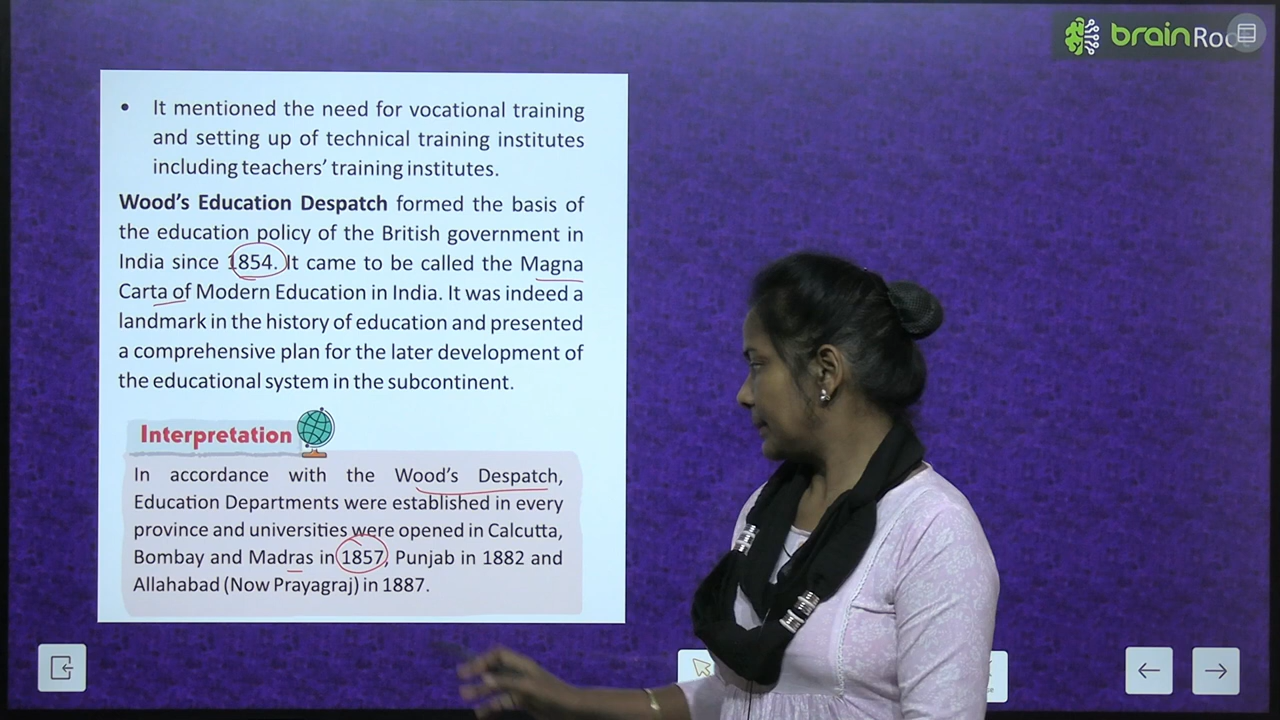 brain
• It mentioned the need for vocational training
and setting up of technical training institutes
including teachers’ training institutes.
Wood’s Education Despatch formed the basis of
the education policy of the British government in
India since 1854. It came to be called the Magna
Carta of Modern Education in India. It was indeed a
landmark in the history of education and presented
a comprehensive plan for the later development of
the educational system in the subcontinent.
Interpretation
In accordance with the Wood’s Despatch,
Education Departments were established in every
province and universities were opened in Calcutta,
Bombay and Madras in 1857, Punjab in 1882 and
Allahabad (Now Prayagraj) in 1887.